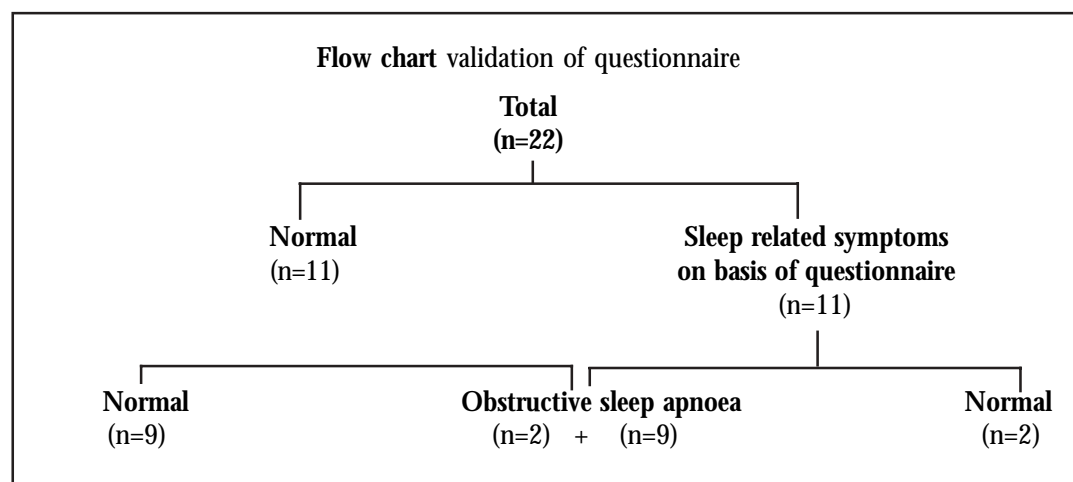 Flow chart validation of questionnaire
Total
(n=22)
Normal
(n=11)
Sleep related symptoms
on basis of questionnaire
(n=11)
Normal
(n=9)
Obstructive sleep apnoea
(n=2) + (n=9)
Normal
(n=2)